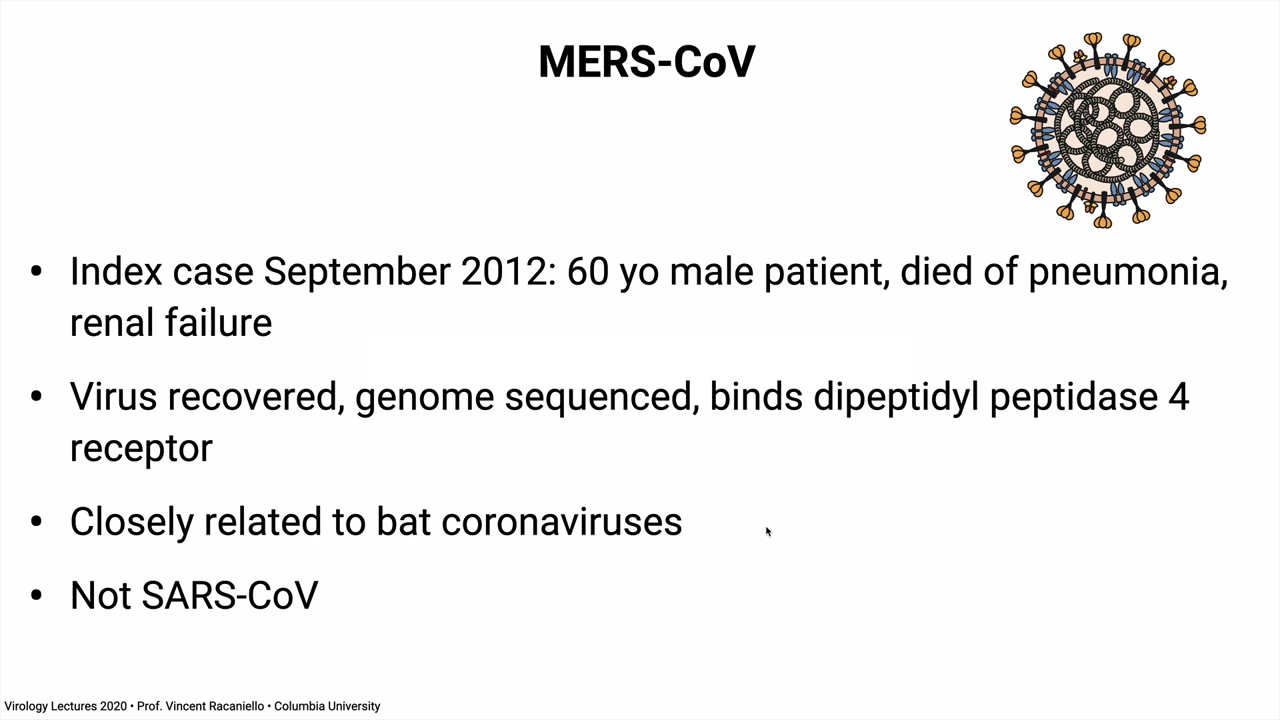 MERS-CoV
• Index case September 2012: 60 yo male patient, died of pneumonia,
renal failure
• Virus recovered, genome sequenced, binds dipeptidyl peptidase 4
receptor
• Closely related to bat coronaviruses
• Not SARS-CoV
Virology Lectures 2020 • Prof. Vincent Racaniello • Columbia University